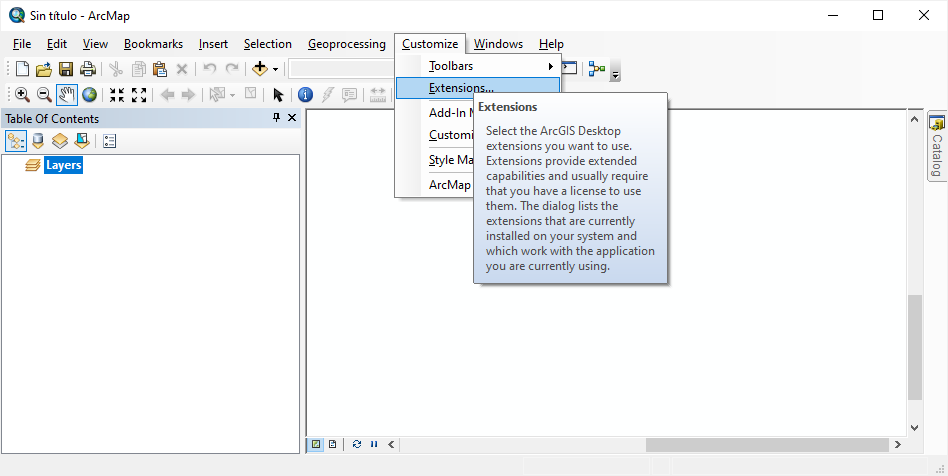 Sin título - ArcMap
File Edit View Bookmarks Insert Selection Geoprocessing Customize Windows Help
Toolbars
Extensions...
Add-In
Customi
Style Ma
ArcMap
Extensions
Select the ArcGIS Desktop
extensions you want to use.
Extensions provide extended
capabilities and usually require
that you have a license to use
them. The dialog lists the
extensions that are currently
installed on your system and
which work with the application
you are currently using.
Table Of Contents
Layers
Catalog